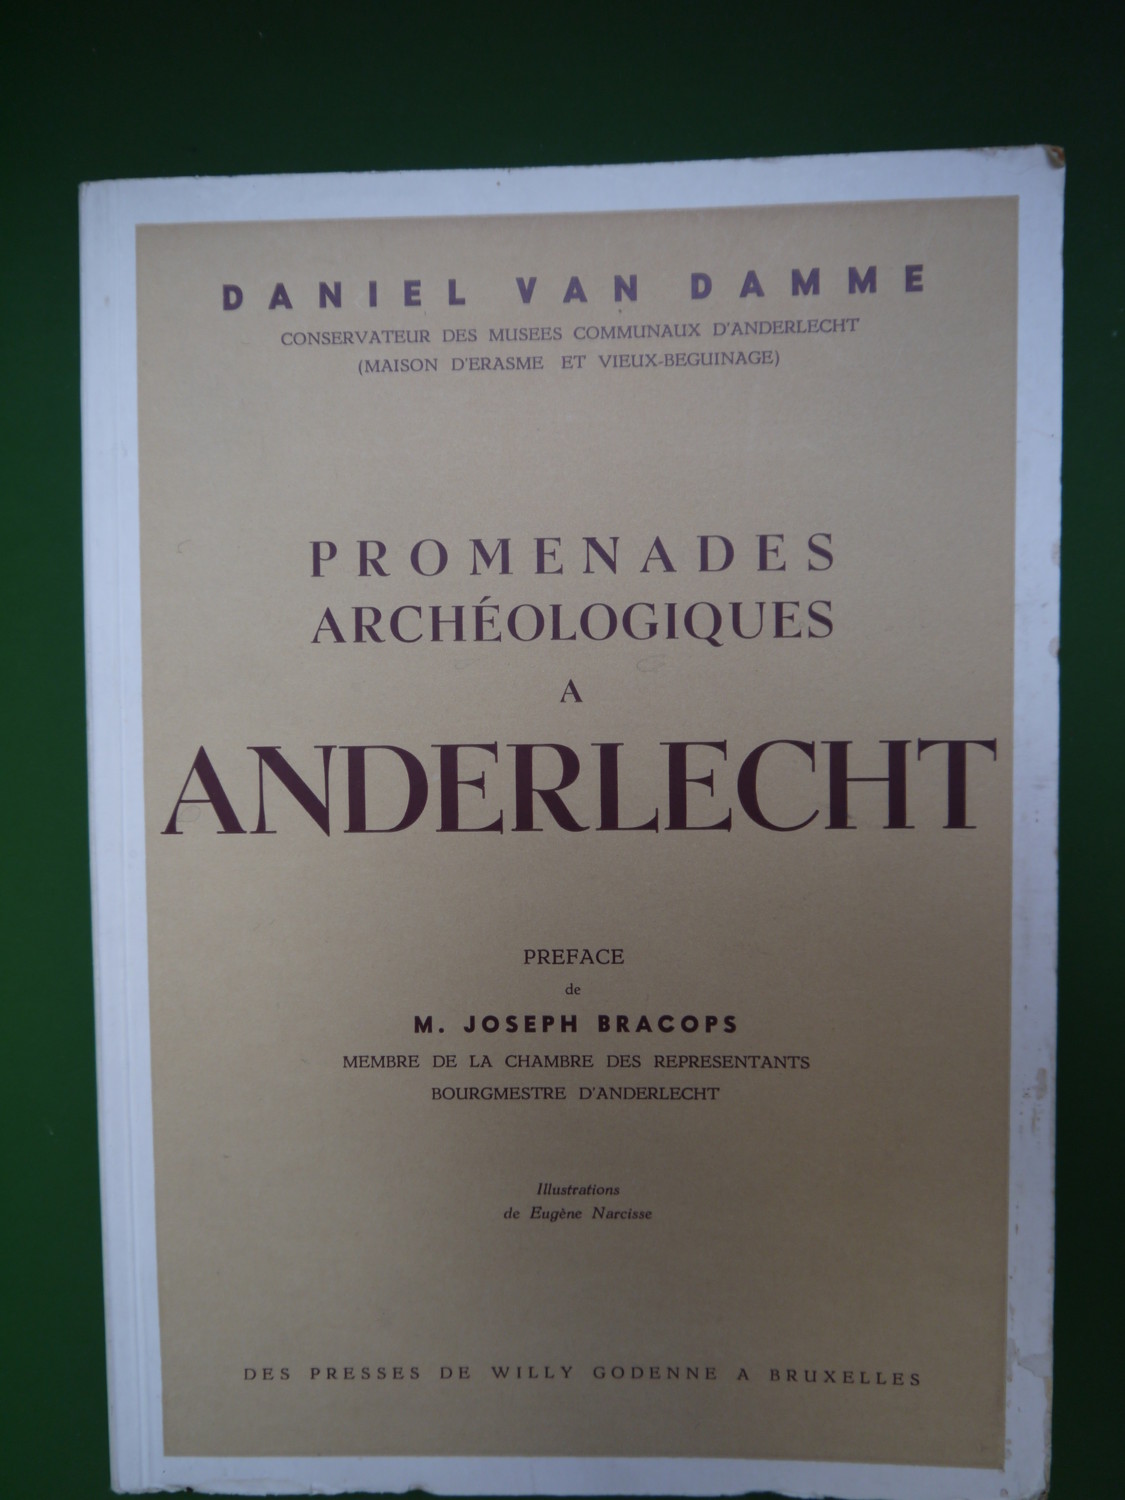 DANIEL VAN DAMME
CONSERVATEUR DES MUSEES COMMUNAUX D'ANDERLECHT
(MAISON D'ERASME ET VIEUX-BEGUINAGE)
PROMENADES
ARCHÉOLOGIQUES
A
ANDERLECHT
PREFACE
de
M. JOSEPH BRACOPS
MEMBRE DE LA CHAMBRE DES REPRESENTANTS
BOURGMESTRE D'ANDERLECHT
Illustrations
de Eugène Narcisse
DES PRESSES DE WILLY GODENNE A BRUXELLES